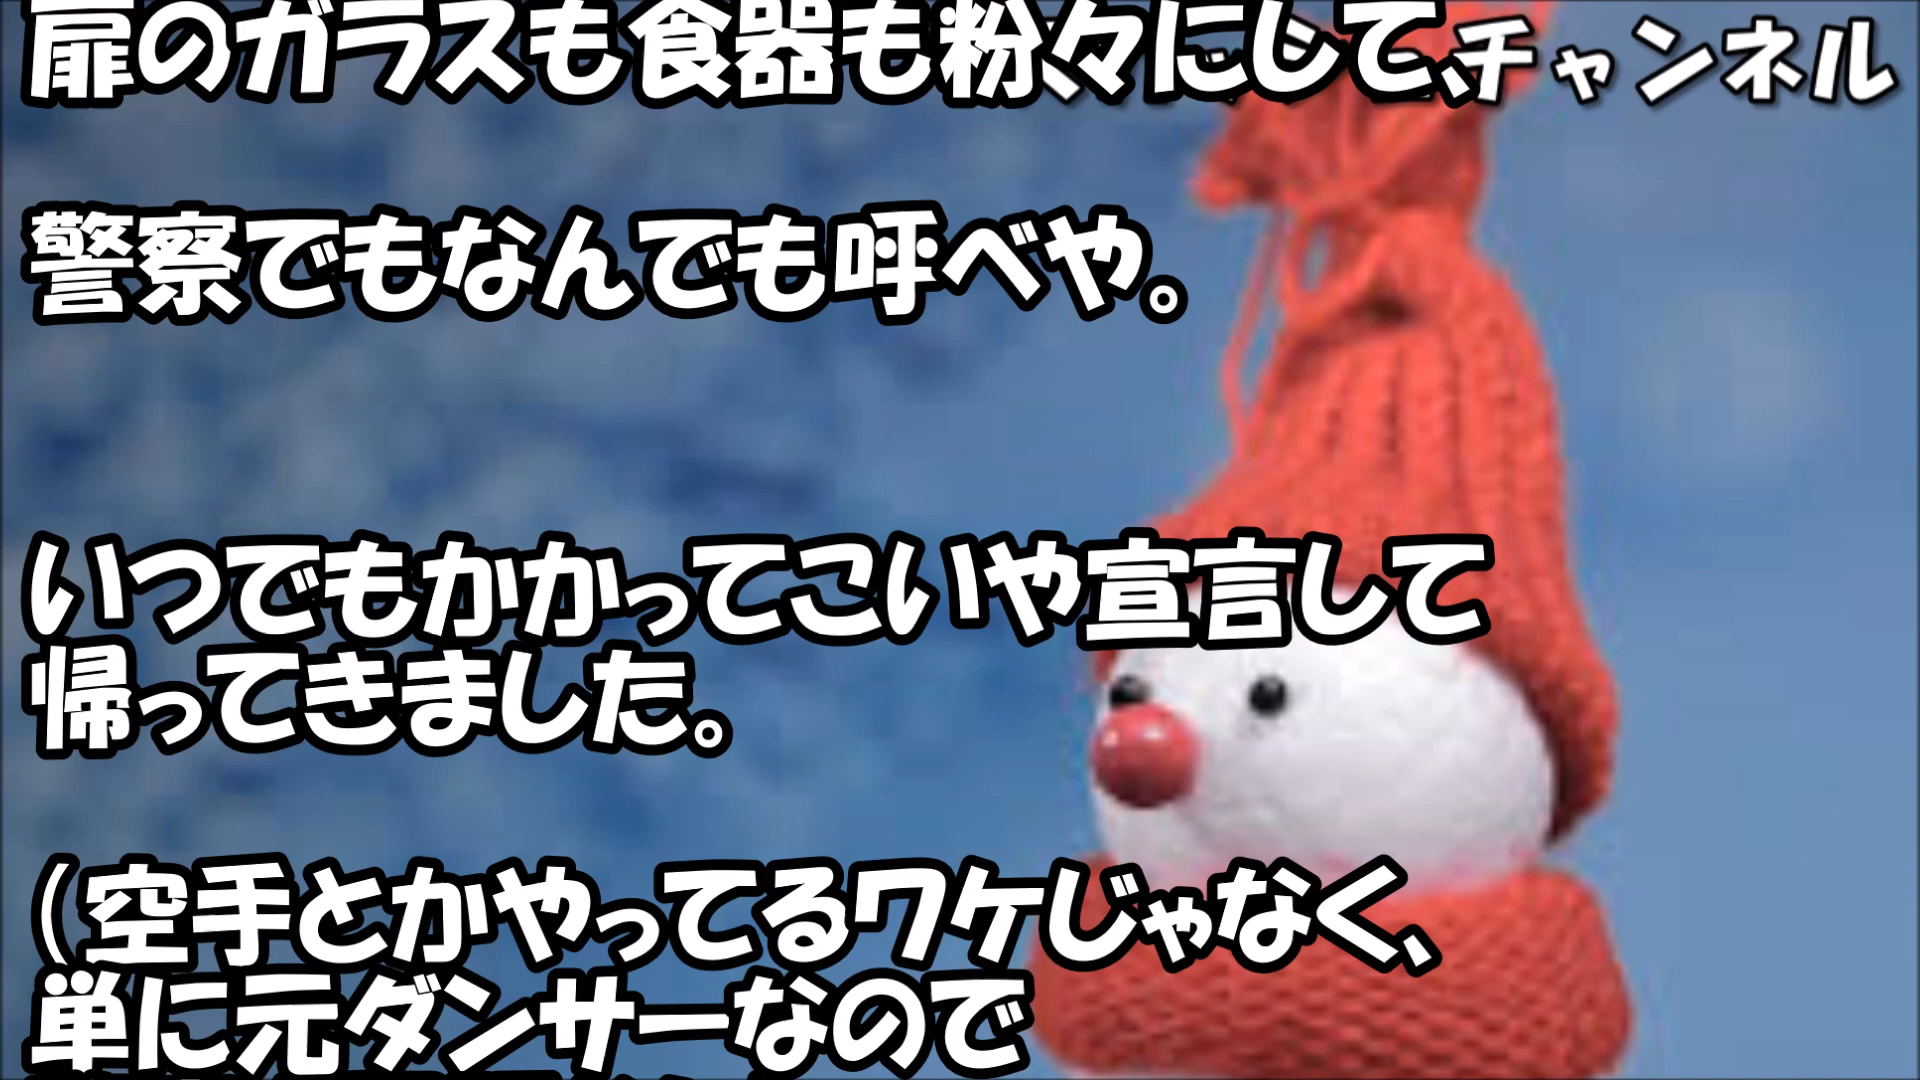 扉のガラスも食器も粉々にして、
チャンネル
警察でもなんでも呼べや。
いつでもかかってこいや宣言して
帰ってきました。
(空手とかやってるワケじゃなく、
単に元ダンサーなので